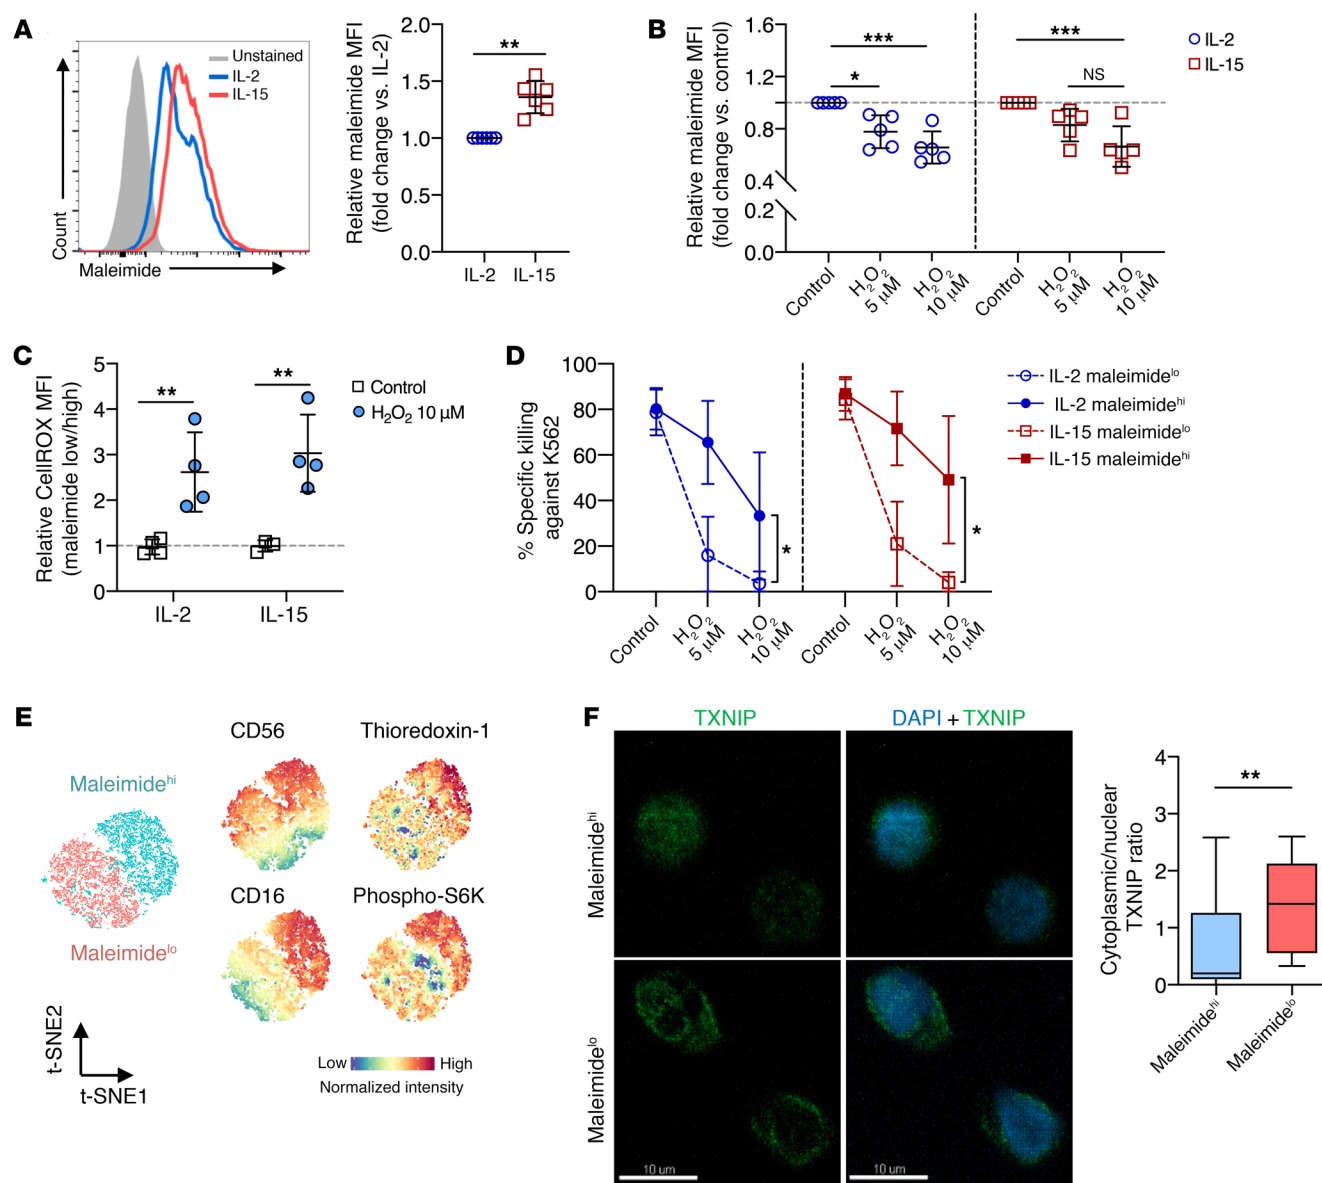 A
Unstained
IL-2
IL-15
Count
Maleimide
Relative maleimide MFI
(fold change vs. IL-2)
2.0
1.5
1.0
0.5
0.0
**
IL-2
IL-15
B
Relative maleimide MFI
(fold change vs. control)
1.6
1.2
0.8
0.4
0.2
0.0
***
*
***
NS
IL-2
IL-15
Control
H₂O₂
5 µM
H₂O₂
10 µM
Control
H₂O₂
5 µM
H₂O₂
10 µM
C
Relative CellROX MFI
(maleimide low/high)
5
4
3
2
1
0
**
**
Control
H₂O₂ 10 µM
IL-2
IL-15
D
% Specific killing
against K562
100
80
60
40
20
0
*
*
IL-2 maleimideˡᵒ
IL-2 maleimideʰⁱ
IL-15 maleimideˡᵒ
IL-15 maleimideʰⁱ
Control
H₂O₂
5 µM
H₂O₂
10 µM
Control
H₂O₂
5 µM
H₂O₂
10 µM
E
Maleimideʰⁱ
Maleimideˡᵒ
CD56
Thioredoxin-1
CD16
Phospho-S6K
t-SNE2
t-SNE1
Low
High
Normalized intensity
F
TXNIP
DAPI + TXNIP
Maleimideʰⁱ
Maleimideˡᵒ
10 um
10 um
Cytoplasmic/nuclear
TXNIP ratio
4
3
2
1
0
**
Maleimideʰⁱ
Maleimideˡᵒ